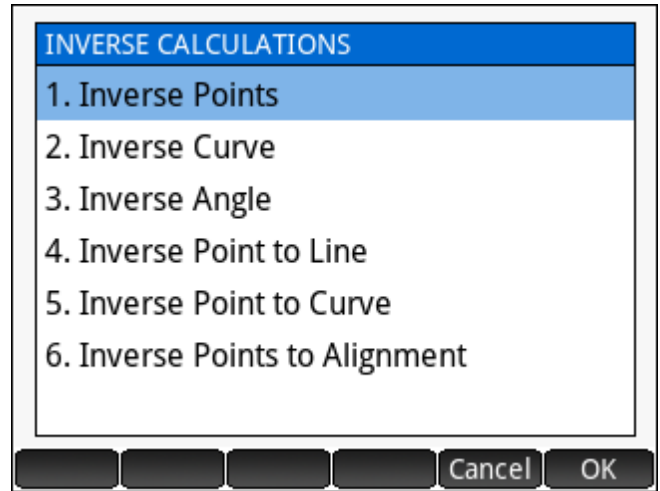 INVERSE CALCULATIONS
1. Inverse Points
2. Inverse Curve
3. Inverse Angle
4. Inverse Point to Line
5. Inverse Point to Curve
6. Inverse Points to Alignment
Cancel OK